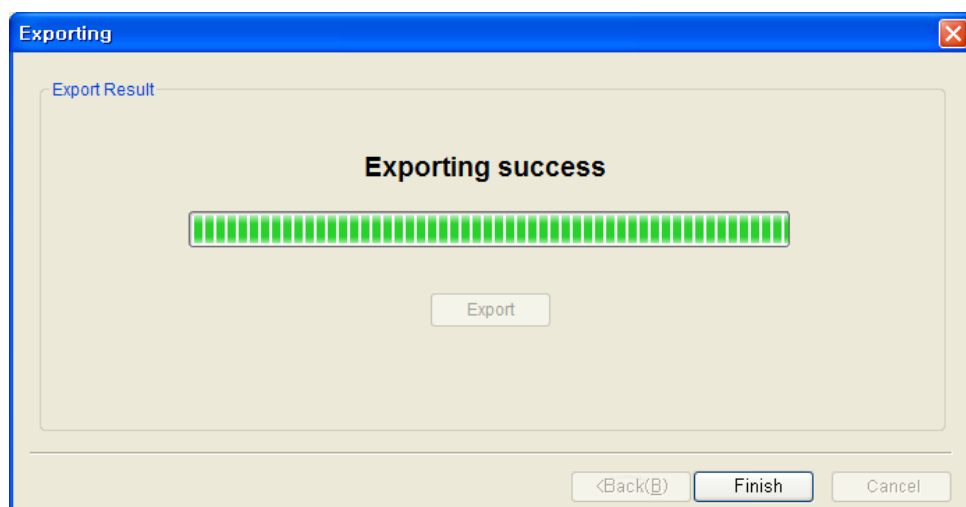 Exporting
Export Result
Exporting success
Export
<Back(B) Finish Cancel